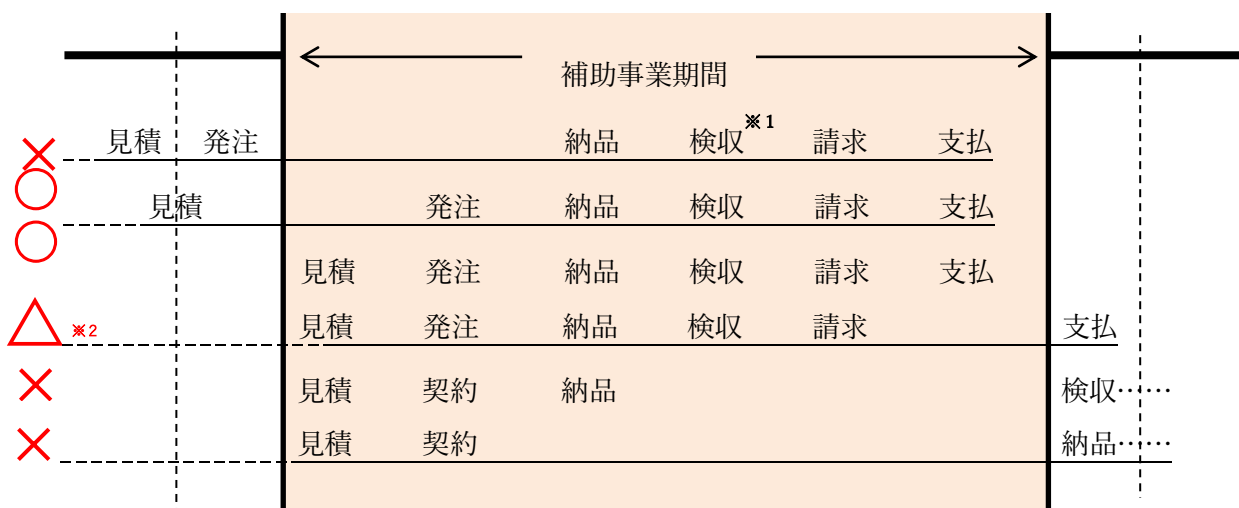 補助事業期間
× 見積 発注 納品 検収※1 請求 支払
○ 見積 発注 納品 検収 請求 支払
○ 見積 発注 納品 検収 請求 支払
△ ※2 見積 発注 納品 検収 請求 支払
× 見積 契約 納品 検収……
× 見積 契約 納品……